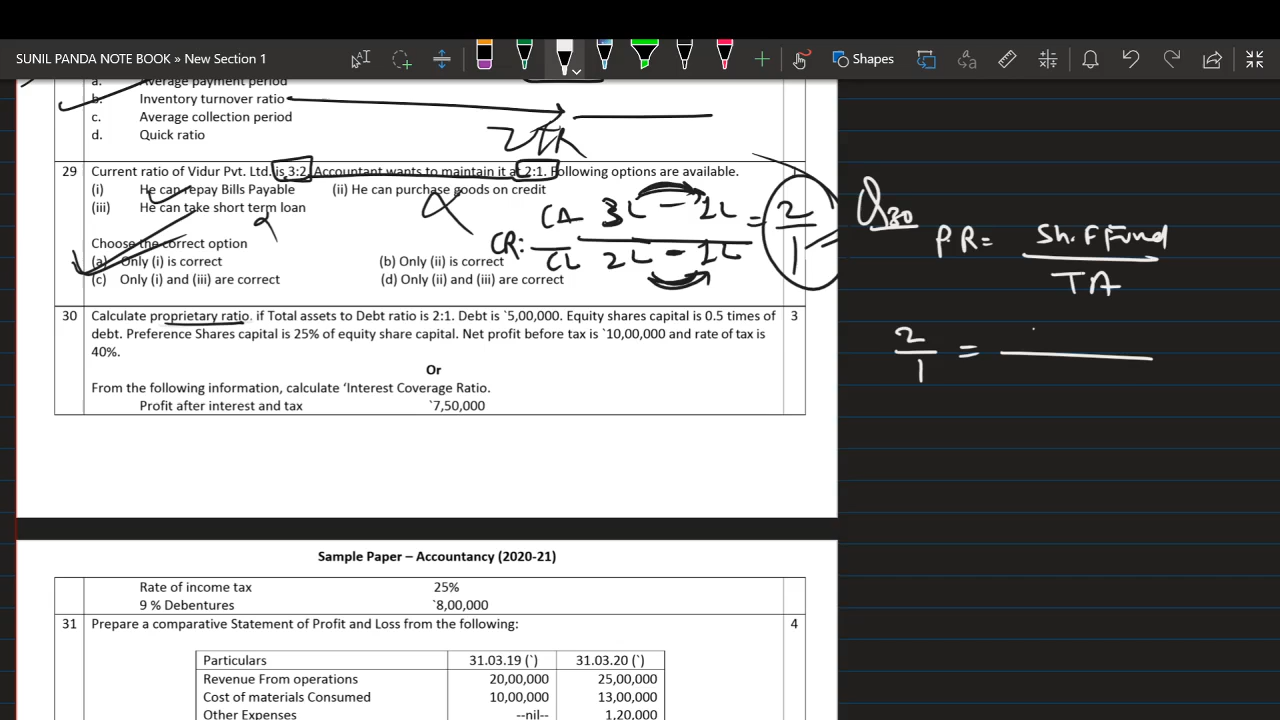 SUNIL PANDA NOTE BOOK » New Section 1
Shapes
a. Average payment period
b. Inventory turnover ratio
c. Average collection period
d. Quick ratio
ITR
29 Current ratio of Vidur Pvt. Ltd. is 3:2. Accountant wants to maintain it at 2:1. Following options are available. 1
(i) He can repay Bills Payable (ii) He can purchase goods on credit
(iii) He can take short term loan
Choose the correct option
(a) Only (i) is correct (b) Only (ii) is correct
(c) Only (i) and (iii) are correct (d) Only (ii) and (iii) are correct
CR: CA 3L - 1L = 2
CL 2L - 1L 1
30 Calculate proprietary ratio. if Total assets to Debt ratio is 2:1. Debt is `5,00,000. Equity shares capital is 0.5 times of 3
debt. Preference Shares capital is 25% of equity share capital. Net profit before tax is `10,00,000 and rate of tax is
40%.
Or
From the following information, calculate ‘Interest Coverage Ratio.
Profit after interest and tax `7,50,000
Q30
P R = Sh. F Fund
T A
2 =
1
Sample Paper – Accountancy (2020-21)
Rate of income tax 25%
9 % Debentures `8,00,000
31 Prepare a comparative Statement of Profit and Loss from the following: 4
Particulars 31.03.19 (`) 31.03.20 (`)
Revenue From operations 20,00,000 25,00,000
Cost of materials Consumed 10,00,000 13,00,000
Other Expenses --nil-- 1,20,000